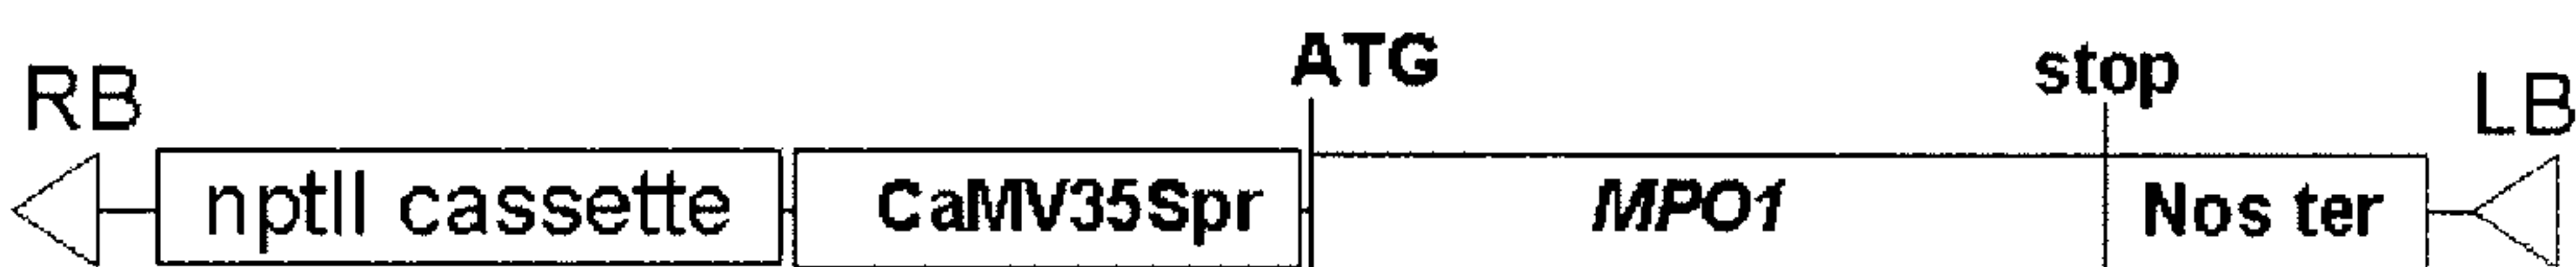 RB ATG stop LB
nptII cassette CaMV35Spr MPO1 Nos ter